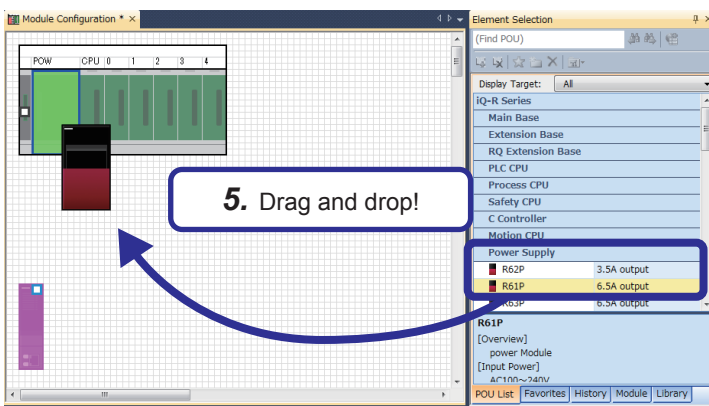 Module Configuration *
Element Selection
(Find POU)
Display Target: All
POW CPU 0 1 2 3 4
iQ-R Series
Main Base
Extension Base
RQ Extension Base
PLC CPU
Process CPU
Safety CPU
C Controller
Motion CPU
Power Supply
R62P 3.5A output
R61P 6.5A output
R63P 6.5A output
5. Drag and drop!
R61P
[Overview]
power Module
[Input Power]
AC100~240V
POU List Favorites History Module Library